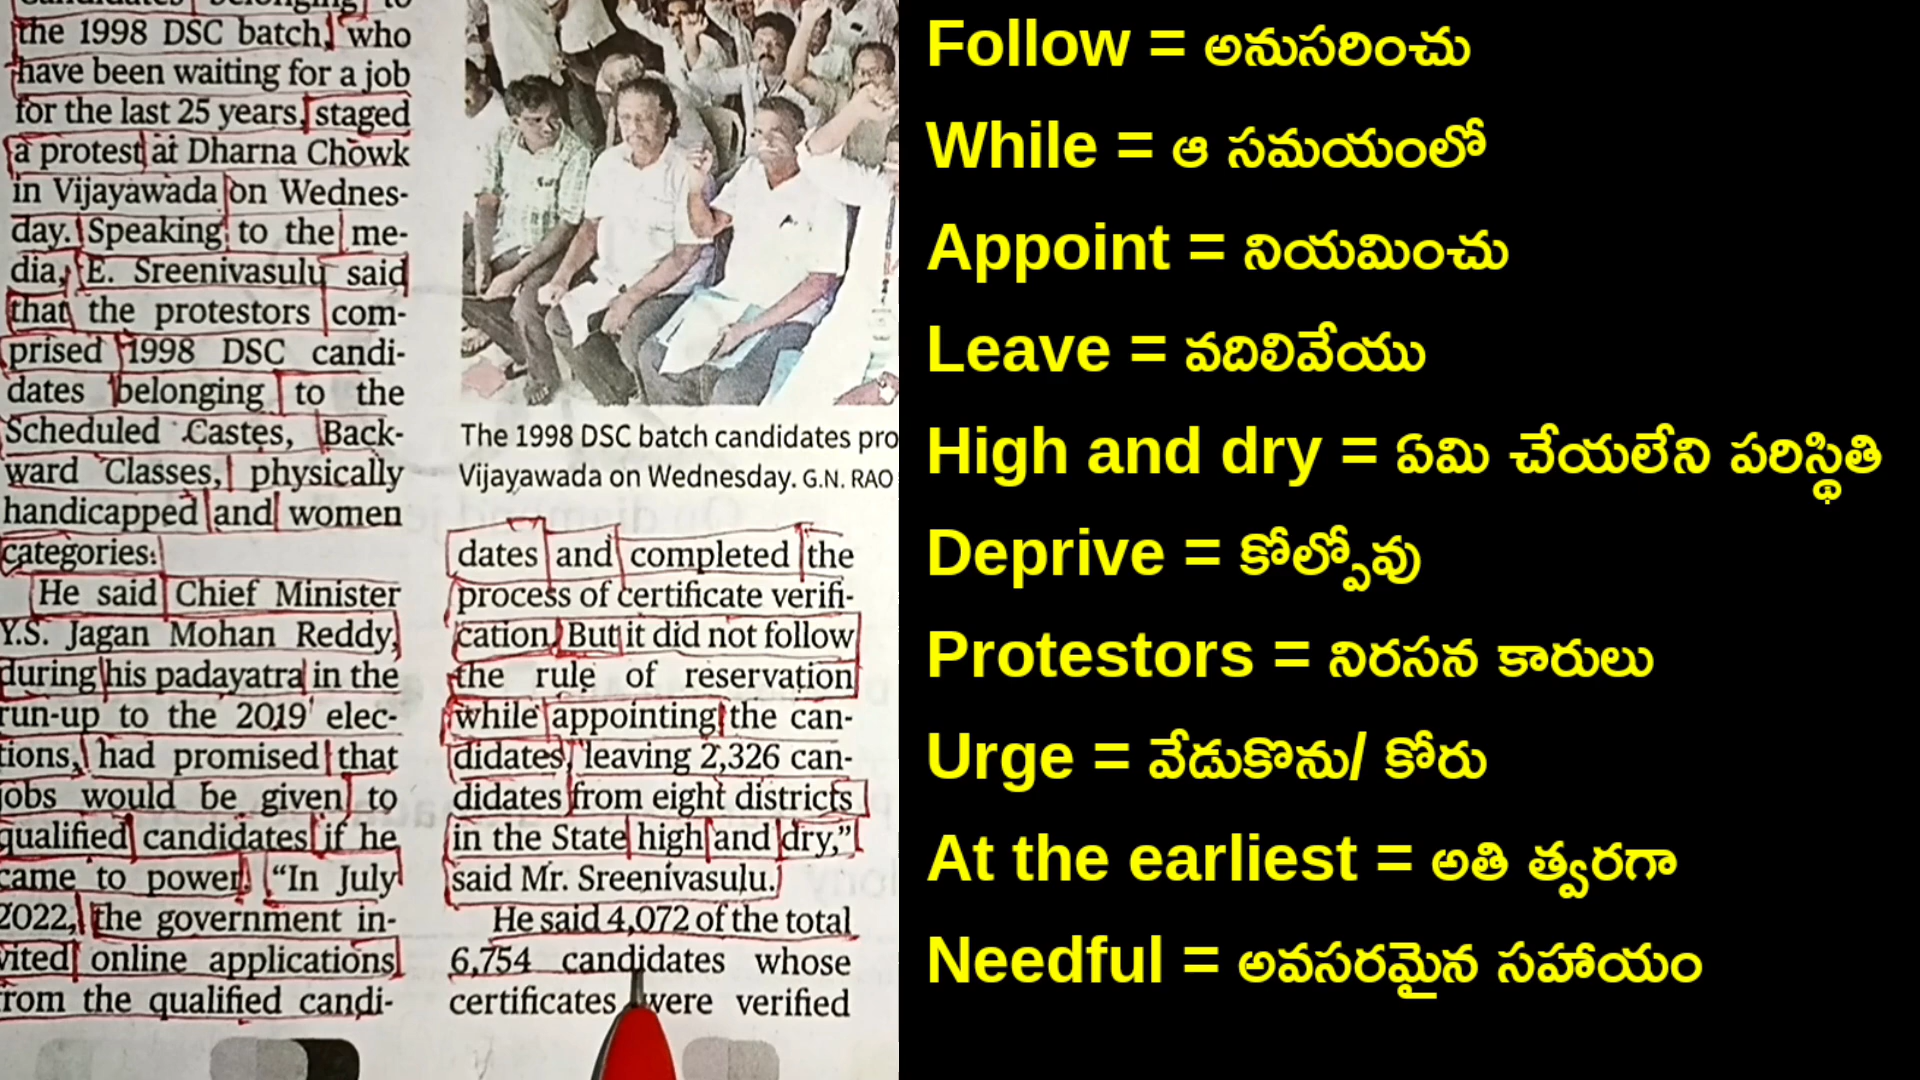 candidates belonging to
the 1998 DSC batch, who
have been waiting for a job
for the last 25 years, staged
a protest at Dharna Chowk
in Vijayawada on Wednes-
day. Speaking to the me-
dia, E. Sreenivasulu said
that the protestors com-
prised 1998 DSC candi-
dates belonging to the
Scheduled Castes, Back-
ward Classes, physically
handicapped and women
categories.
He said Chief Minister
Y.S. Jagan Mohan Reddy,
during his padayatra in the
run-up to the 2019 elec-
tions, had promised that
jobs would be given to
qualified candidates if he
came to power. “In July
2022, the government in-
vited online applications
from the qualified candi-
The 1998 DSC batch candidates pro
Vijayawada on Wednesday. G.N. RAO
dates and completed the
process of certificate verifi-
cation. But it did not follow
the rule of reservation
while appointing the can-
didates, leaving 2,326 can-
didates from eight districts
in the State high and dry,”
said Mr. Sreenivasulu.
He said 4,072 of the total
6,754 candidates whose
certificates were verified
Follow = అనుసరించు
While = ఆ సమయంలో
Appoint = నియమించు
Leave = వదిలివేయు
High and dry = ఏమి చేయలేని పరిస్థితి
Deprive = కోల్పోవు
Protestors = నిరసన కారులు
Urge = వేడుకొను/ కోరు
At the earliest = అతి త్వరగా
Needful = అవసరమైన సహాయం